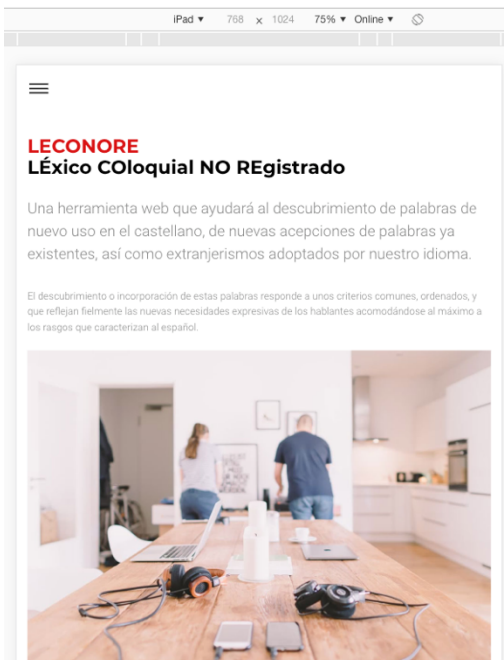 iPad ▼ 768 × 1024 75% ▼ Online ▼
LECONORE
LÉxico COloquial NO REgistrado
Una herramienta web que ayudará al descubrimiento de palabras de
nuevo uso en el castellano, de nuevas acepciones de palabras ya
existentes, así como extranjerismos adoptados por nuestro idioma.
El descubrimiento o incorporación de estas palabras responde a unos criterios comunes, ordenados, y
que reflejan fielmente las nuevas necesidades expresivas de los hablantes acomodándose al máximo a
los rasgos que caracterizan al español.